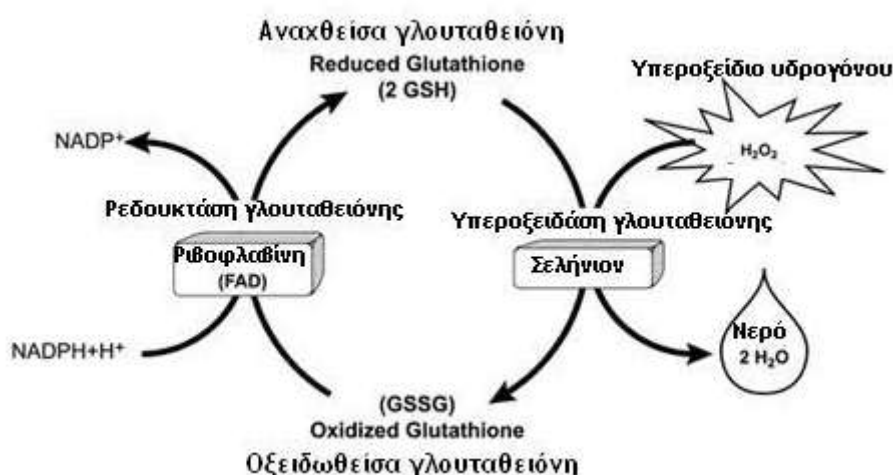 Αναχθείσα γλουταθειόνη
Reduced Glutathione
(2 GSH)
Υπεροξείδιο υδρογόνου
H₂O₂
NADP⁺
Ρεδουκτάση γλουταθειόνης
Ριβοφλαβίνη
(FAD)
Υπεροξειδάση γλουταθειόνης
Σελήνιον
NADPH+H⁺
Νερό
2 H₂O
(GSSG)
Oxidized Glutathione
Οξειδωθείσα γλουταθειόνη